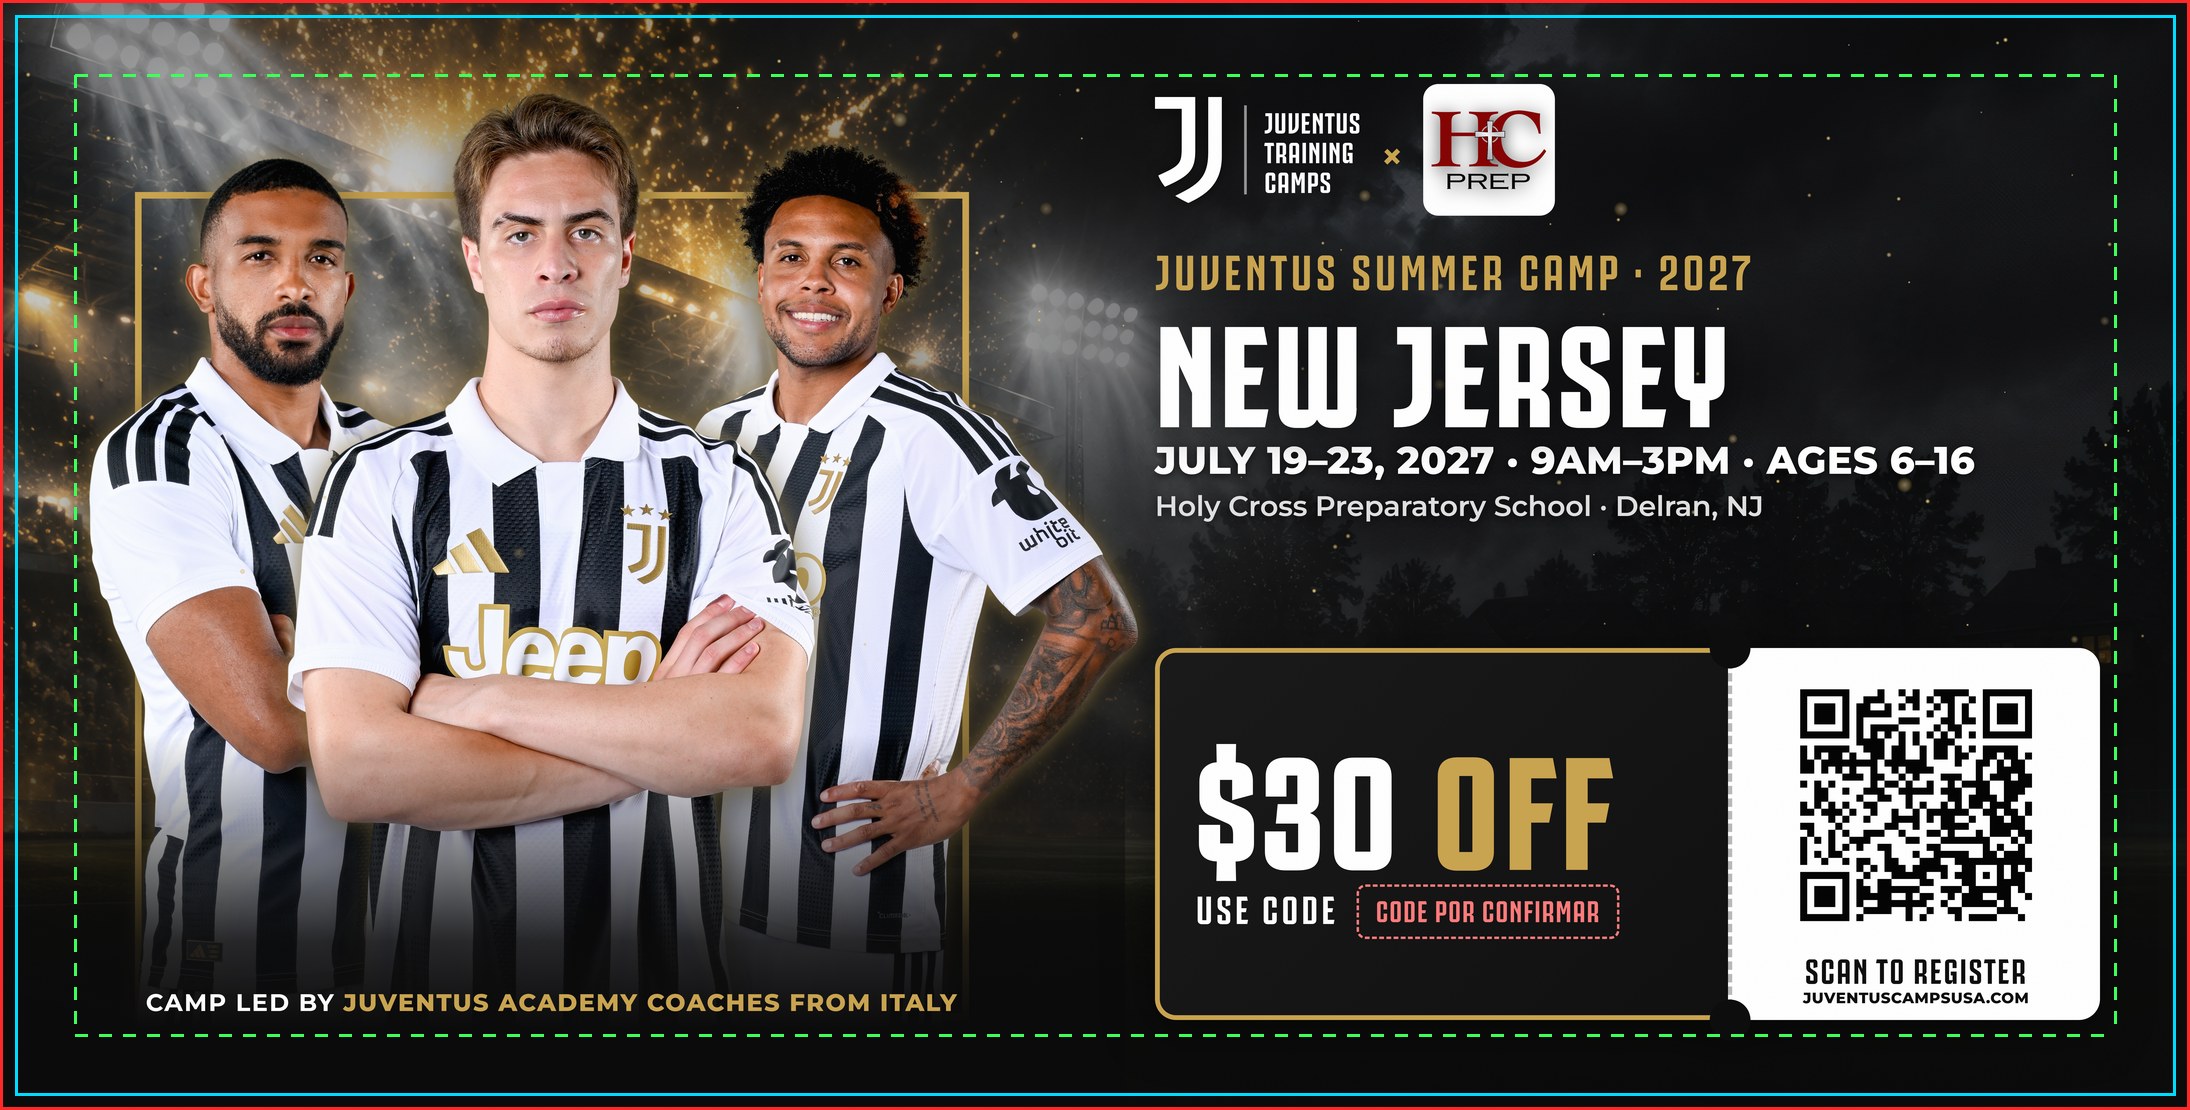 JUVENTUS
TRAINING
CAMPS
×
HC
PREP
JUVENTUS SUMMER CAMP · 2027
NEW JERSEY
JULY 19–23, 2027 • 9AM–3PM • AGES 6–16
Holy Cross Preparatory School · Delran, NJ
white
bit
Jeep
$30 OFF
USE CODE CODE POR CONFIRMAR
SCAN TO REGISTER
JUVENTUSCAMPSUSA.COM
CAMP LED BY JUVENTUS ACADEMY COACHES FROM ITALY